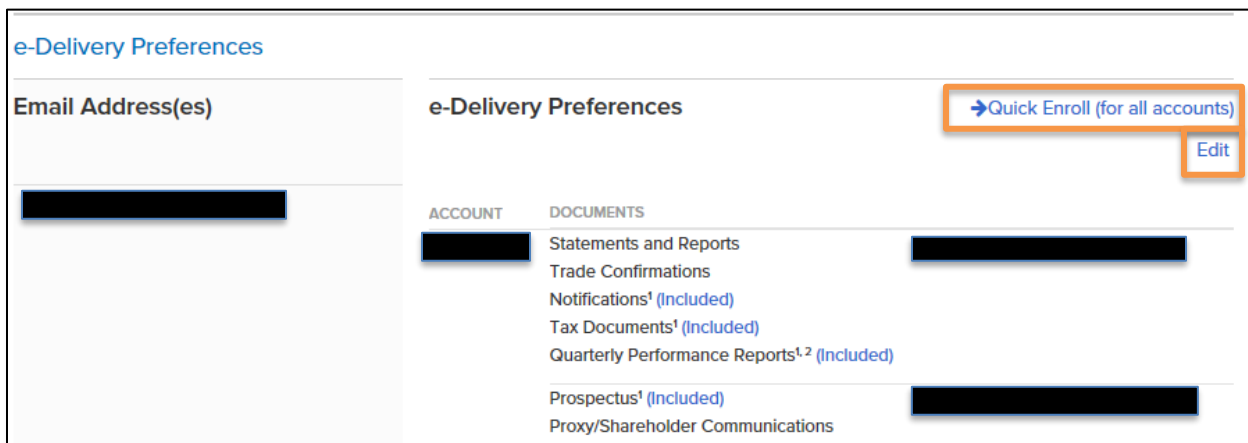 e-Delivery Preferences
Email Address(es)
e-Delivery Preferences
➔Quick Enroll (for all accounts)
Edit
ACCOUNT DOCUMENTS
Statements and Reports
Trade Confirmations
Notifications¹ (Included)
Tax Documents¹ (Included)
Quarterly Performance Reports¹˒ ² (Included)
Prospectus¹ (Included)
Proxy/Shareholder Communications